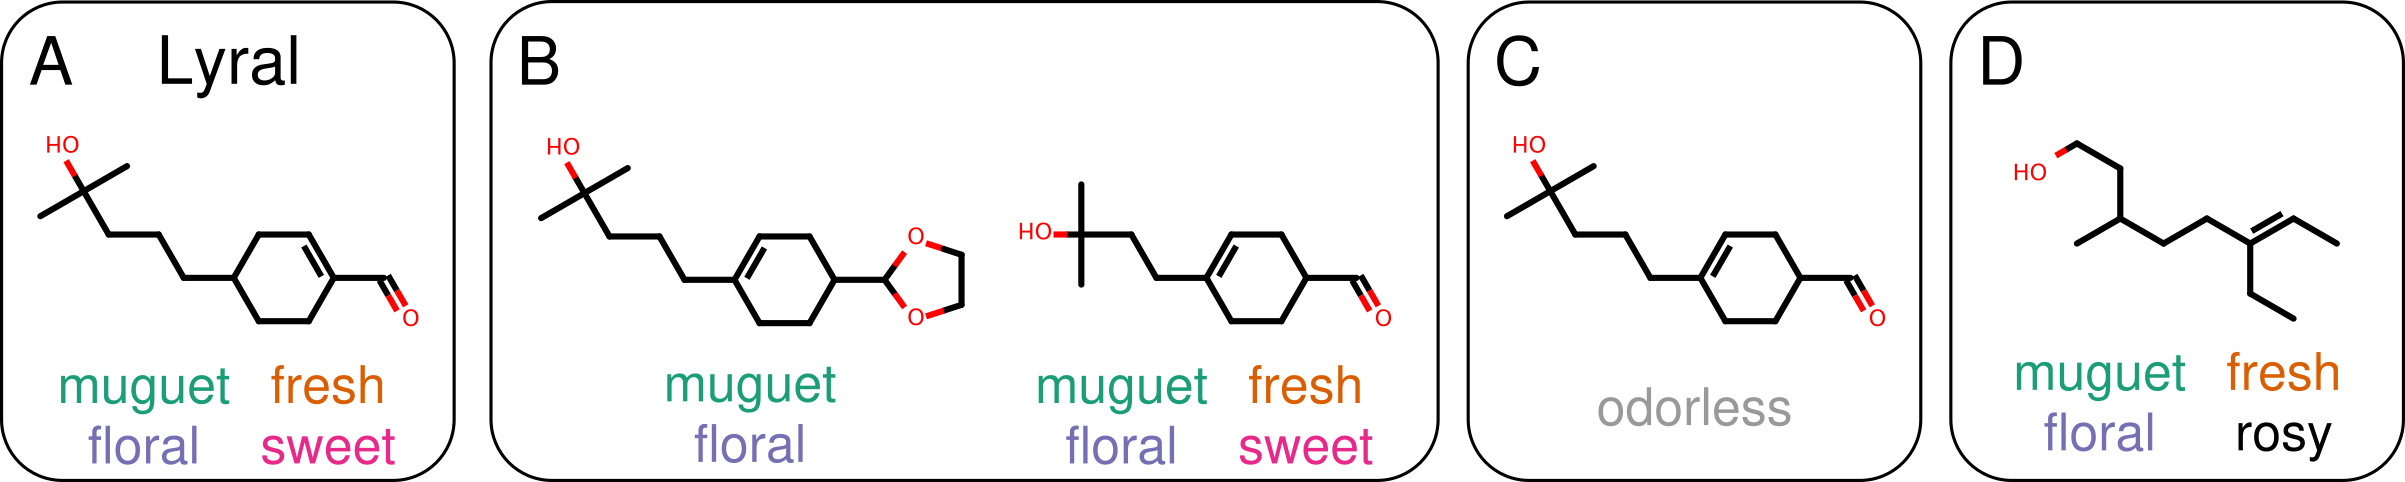 A Lyral
HO
O
muguet fresh
floral sweet
B
HO
O
O
muguet
floral
HO
O
muguet fresh
floral sweet
C
HO
O
odorless
D
HO
muguet fresh
floral rosy